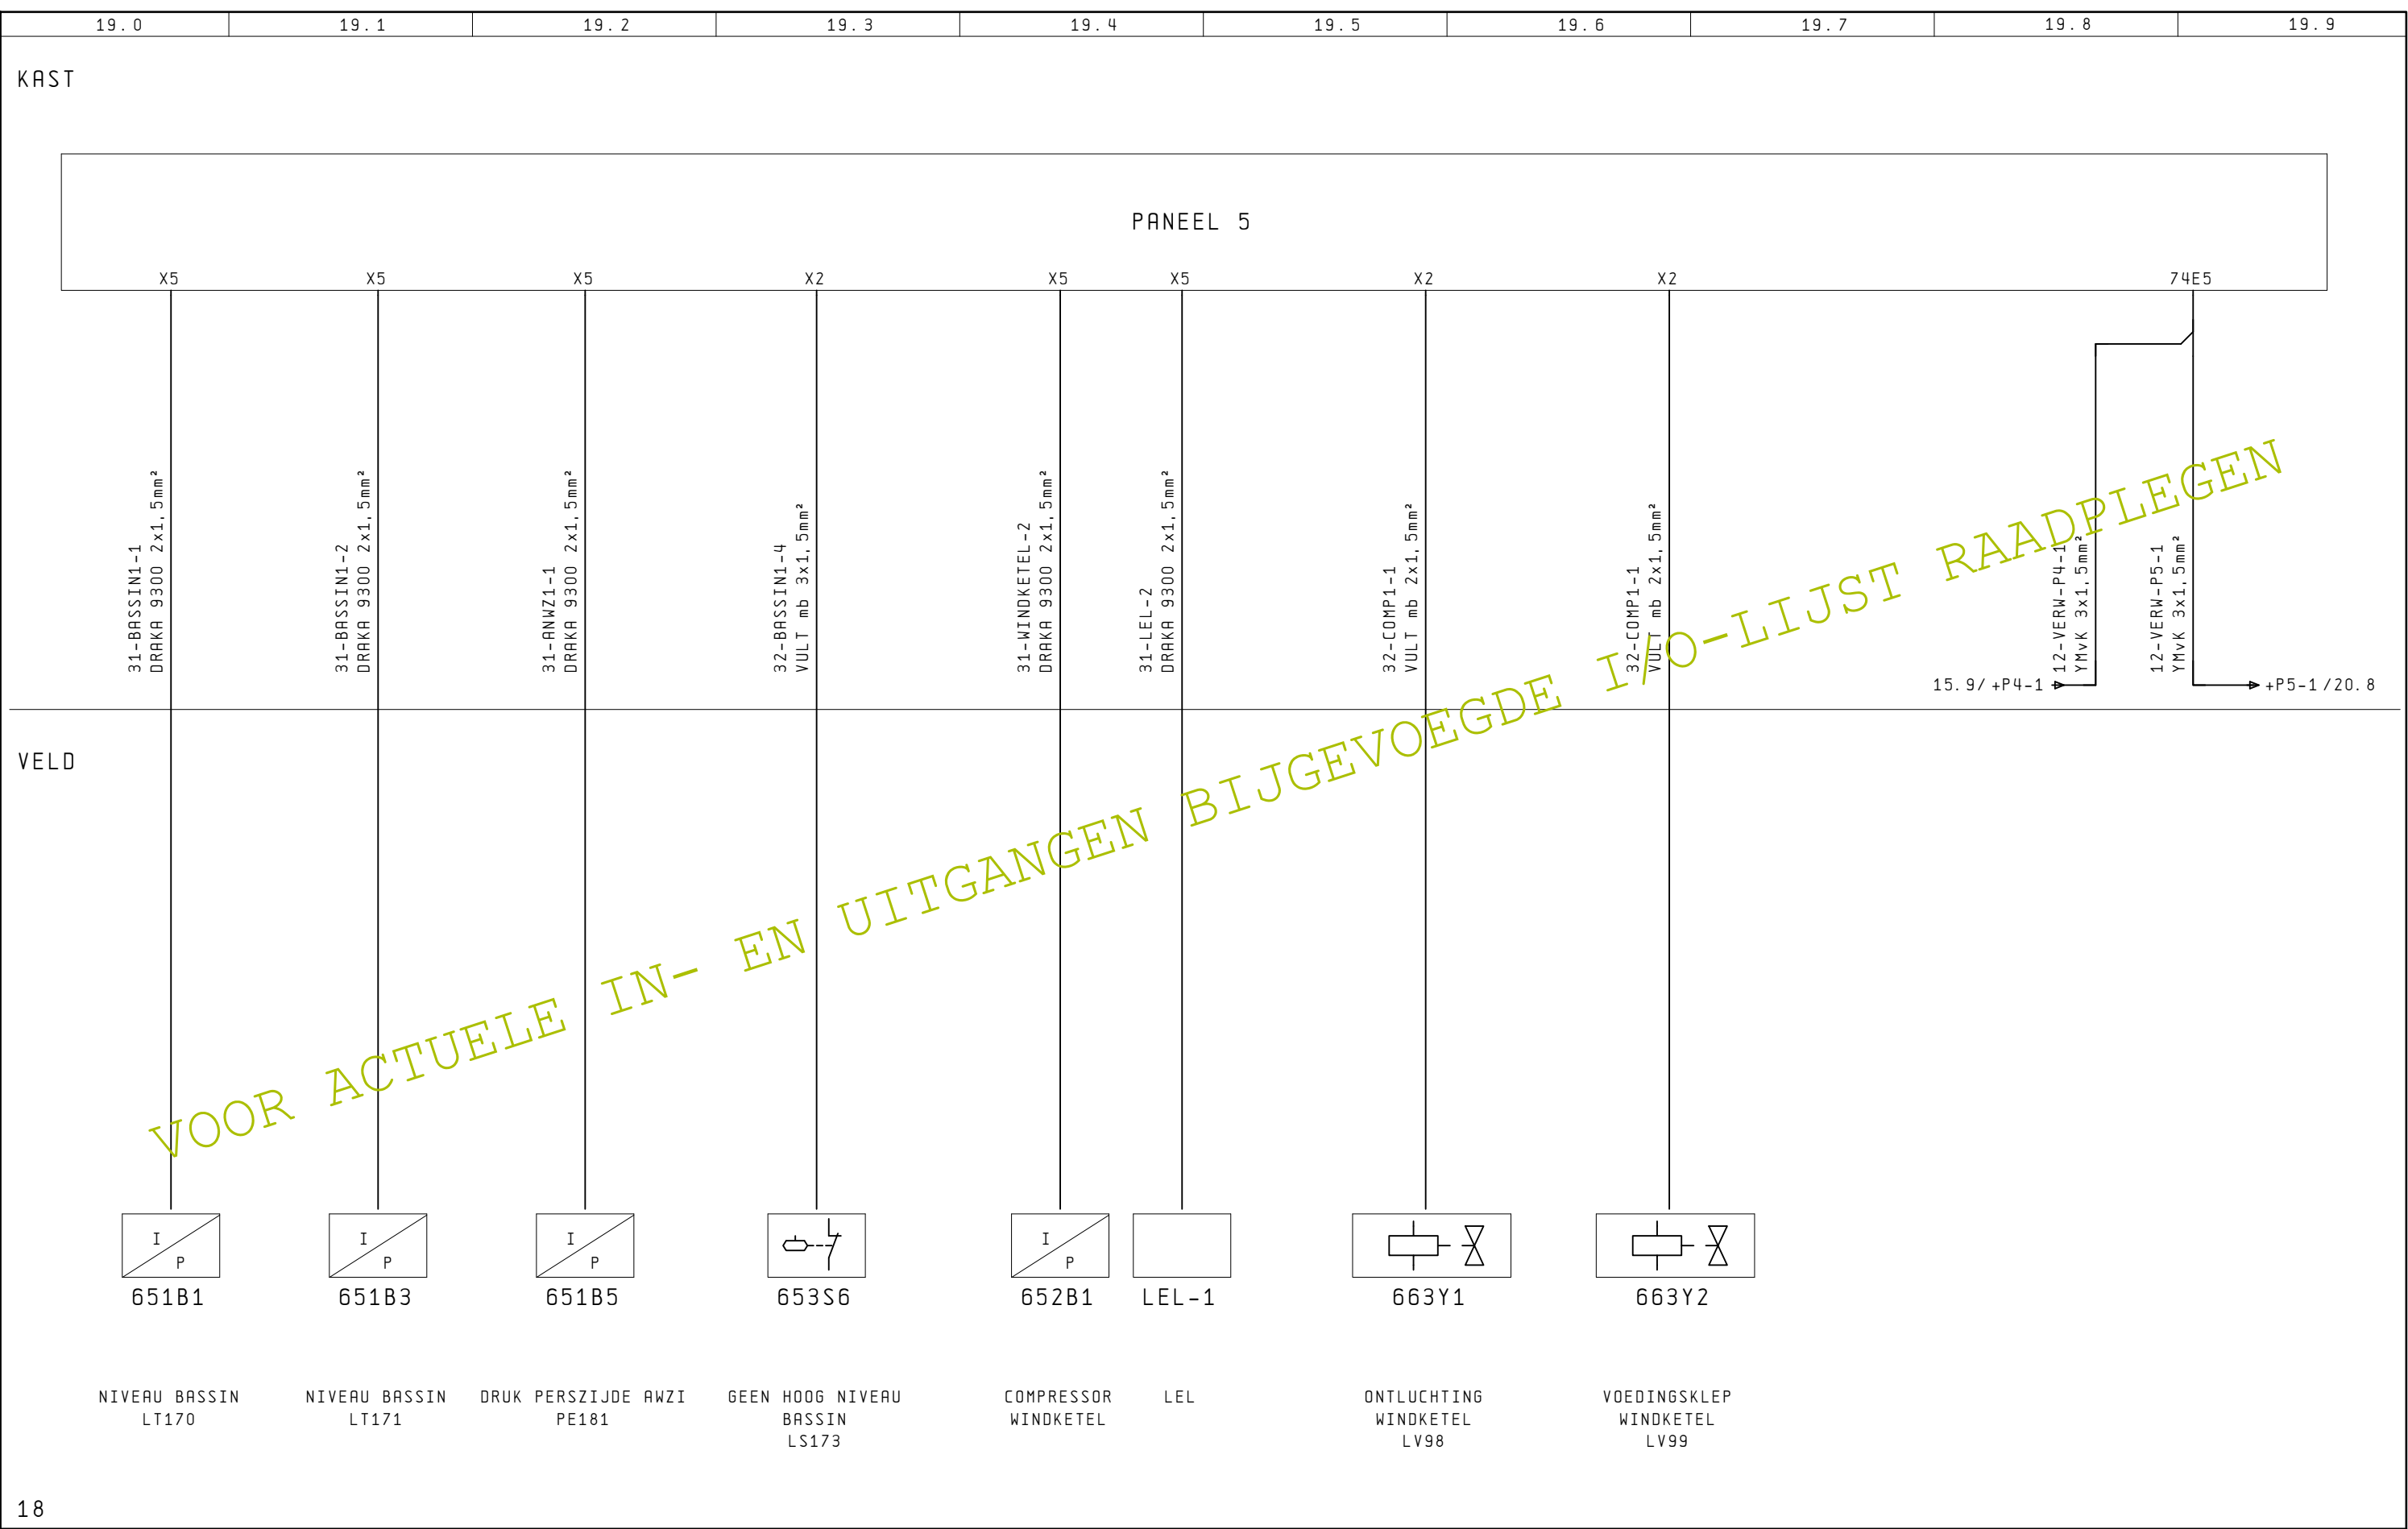 19.0 19.1 19.2 19.3 19.4 19.5 19.6 19.7 19.8 19.9
KAST
PANEEL 5
X5 X5 X5 X2 X5 X5 X2 X2 74E5
31-BASSIN1-1
DRAKA 9300 2x1,5mm²
31-BASSIN1-2
DRAKA 9300 2x1,5mm²
31-ANWZ1-1
DRAKA 9300 2x1,5mm²
32-BASSIN1-4
VULT mb 3x1,5mm²
31-WINDKETEL-2
DRAKA 9300 2x1,5mm²
31-LEL-2
DRAKA 9300 2x1,5mm²
32-COMP1-1
VULT mb 2x1,5mm²
32-COMP1-1
VULT mb 2x1,5mm²
12-VERW-P4-1
YMvK 3x1,5mm²
12-VERW-P5-1
YMvK 3x1,5mm²
15.9/+P4-1
+P5-1/20.8
VELD
VOOR ACTUELE IN- EN UITGANGEN BIJGEVOEGDE I/O-LIJST RAADPLEGEN
I I I I
P P P P
651B1 651B3 651B5 653S6 652B1 LEL-1 663Y1 663Y2
NIVEAU BASSIN
LT170
NIVEAU BASSIN
LT171
DRUK PERSZIJDE AWZI
PE181
GEEN HOOG NIVEAU
BASSIN
LS173
COMPRESSOR
WINDKETEL
LEL
ONTLUCHTING
WINDKETEL
LV98
VOEDINGSKLEP
WINDKETEL
LV99
18